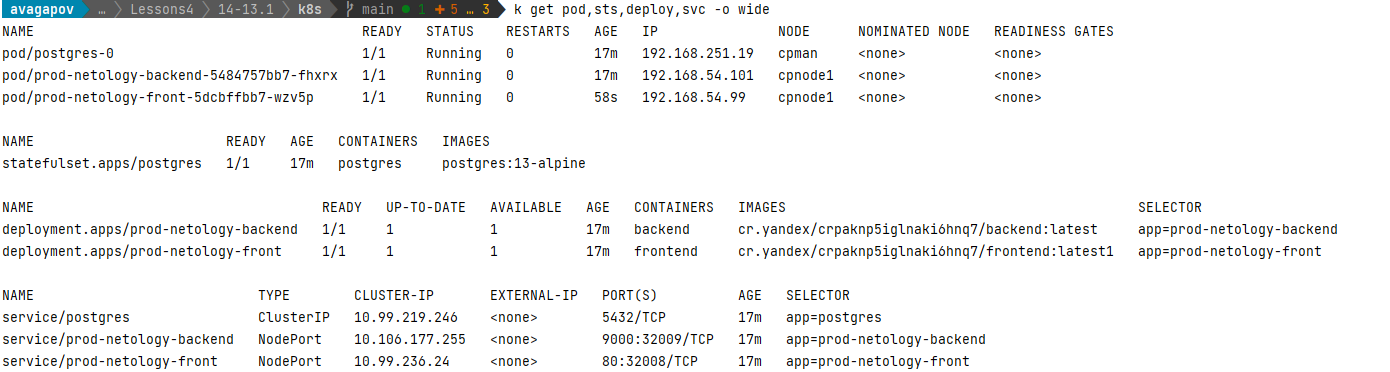 avagapov … Lessons4 14-13.1 k8s main ● 1 + 5 … 3 k get pod,sts,deploy,svc -o wide
NAME READY STATUS RESTARTS AGE IP NODE NOMINATED NODE READINESS GATES
pod/postgres-0 1/1 Running 0 17m 192.168.251.19 cpman <none> <none>
pod/prod-netology-backend-5484757bb7-fhxrx 1/1 Running 0 17m 192.168.54.101 cpnode1 <none> <none>
pod/prod-netology-front-5dcbffbb7-wzv5p 1/1 Running 0 58s 192.168.54.99 cpnode1 <none> <none>
NAME READY AGE CONTAINERS IMAGES
statefulset.apps/postgres 1/1 17m postgres postgres:13-alpine
NAME READY UP-TO-DATE AVAILABLE AGE CONTAINERS IMAGES SELECTOR
deployment.apps/prod-netology-backend 1/1 1 1 17m backend cr.yandex/crpaknp5iglnaki6hnq7/backend:latest app=prod-netology-backend
deployment.apps/prod-netology-front 1/1 1 1 17m frontend cr.yandex/crpaknp5iglnaki6hnq7/frontend:latest1 app=prod-netology-front
NAME TYPE CLUSTER-IP EXTERNAL-IP PORT(S) AGE SELECTOR
service/postgres ClusterIP 10.99.219.246 <none> 5432/TCP 17m app=postgres
service/prod-netology-backend NodePort 10.106.177.255 <none> 9000:32009/TCP 17m app=prod-netology-backend
service/prod-netology-front NodePort 10.99.236.24 <none> 80:32008/TCP 17m app=prod-netology-front